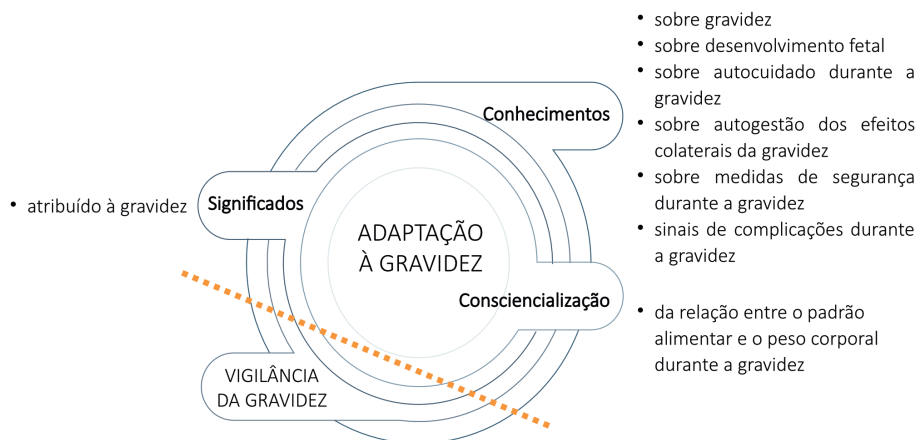 • sobre gravidez
• sobre desenvolvimento fetal
• sobre autocuidado durante a
gravidez
• sobre autogestão dos efeitos
colaterais da gravidez
• sobre medidas de segurança
durante a gravidez
• sinais de complicações durante
a gravidez
Conhecimentos
• atribuído à gravidez
Significados
ADAPTAÇÃO
À GRAVIDEZ
Consciencialização
• da relação entre o padrão
alimentar e o peso corporal
durante a gravidez
VIGILÂNCIA
DA GRAVIDEZ